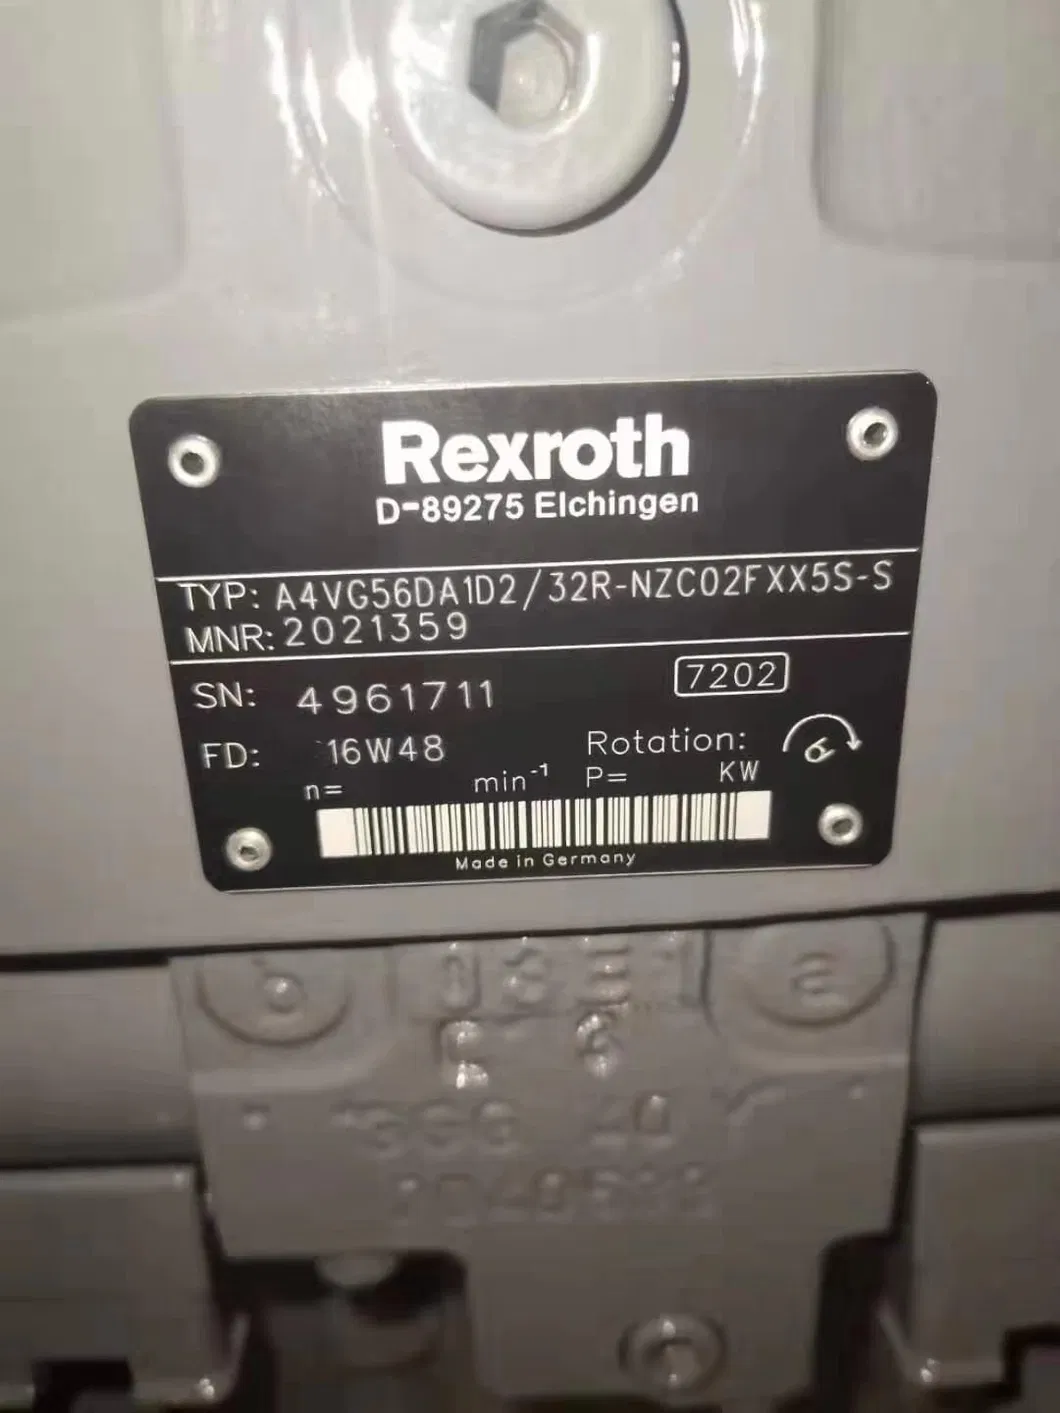 Rexroth
D-89275 Elchingen
TYP: A4VG56DA1D2/32R-NZC02FXX5S-S
MNR: 2021359
SN: 4961711 7202
FD: 16W48 Rotation:
n= min-1 P= KW
Made in Germany
b a